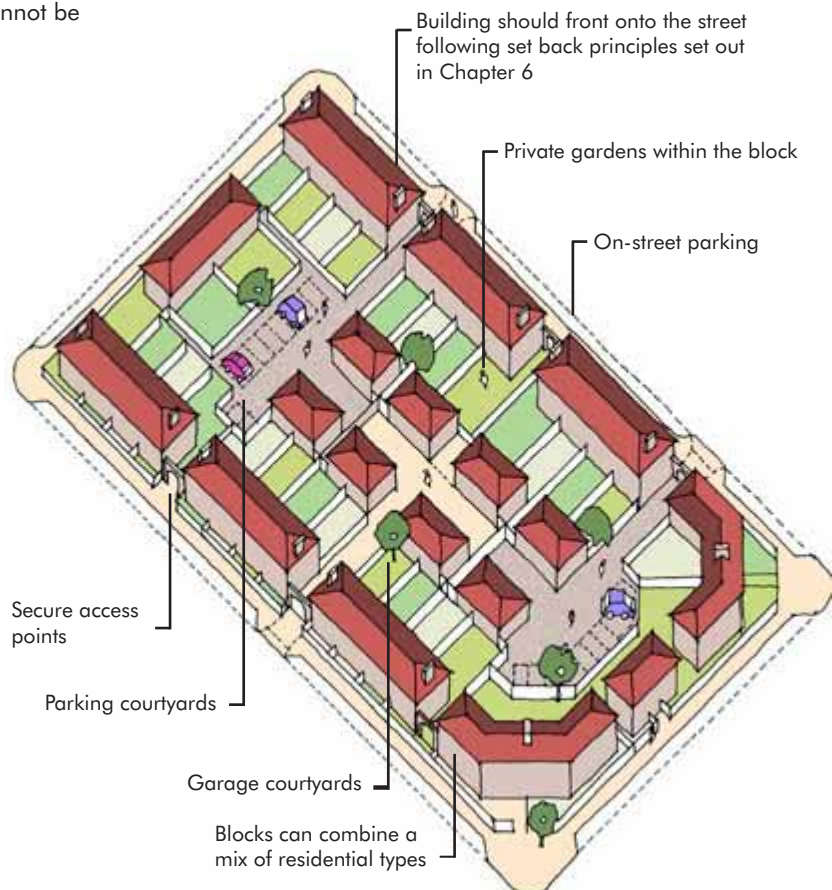 nnot be
Building should front onto the street
following set back principles set out
in Chapter 6
Private gardens within the block
On-street parking
Secure access
points
Parking courtyards
Garage courtyards
Blocks can combine a
mix of residential types